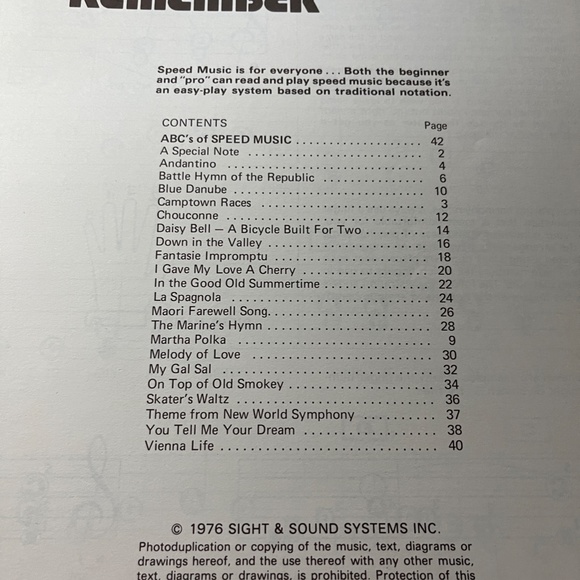 Remember
Speed Music is for everyone . . . Both the beginner
and "pro" can read and play speed music because it's
an easy-play system based on traditional notation.
CONTENTS Page
ABC's of SPEED MUSIC . . . . . . . . . . . . . . . . . . . 42
A Special Note . . . . . . . . . . . . . . . . . . . . . . . . . . 2
Andantino . . . . . . . . . . . . . . . . . . . . . . . . . . . . . 4
Battle Hymn of the Republic . . . . . . . . . . . . . . . 6
Blue Danube . . . . . . . . . . . . . . . . . . . . . . . . . . . . 10
Camptown Races . . . . . . . . . . . . . . . . . . . . . . . . 3
Chouconne . . . . . . . . . . . . . . . . . . . . . . . . . . . . . 12
Daisy Bell — A Bicycle Built For Two . . . . . . . . . 14
Down in the Valley . . . . . . . . . . . . . . . . . . . . . . . 16
Fantasie Impromptu . . . . . . . . . . . . . . . . . . . . . . 18
I Gave My Love A Cherry . . . . . . . . . . . . . . . . . . 20
In the Good Old Summertime . . . . . . . . . . . . . . . 22
La Spagnola . . . . . . . . . . . . . . . . . . . . . . . . . . . . 24
Maori Farewell Song. . . . . . . . . . . . . . . . . . . . . . . 26
The Marine's Hymn . . . . . . . . . . . . . . . . . . . . . . . 28
Martha Polka . . . . . . . . . . . . . . . . . . . . . . . . . . . 9
Melody of Love . . . . . . . . . . . . . . . . . . . . . . . . . 30
My Gal Sal . . . . . . . . . . . . . . . . . . . . . . . . . . . . . 32
On Top of Old Smokey . . . . . . . . . . . . . . . . . . . . 34
Skater's Waltz . . . . . . . . . . . . . . . . . . . . . . . . . . . 36
Theme from New World Symphony . . . . . . . . . . 37
You Tell Me Your Dream . . . . . . . . . . . . . . . . . . 38
Vienna Life . . . . . . . . . . . . . . . . . . . . . . . . . . . . . 40
© 1976 SIGHT & SOUND SYSTEMS INC.
Photoduplication or copying of the music, text, diagrams or
drawings hereof, and the use thereof with any other music,
text, diagrams or drawings, is prohibited. Protection of this